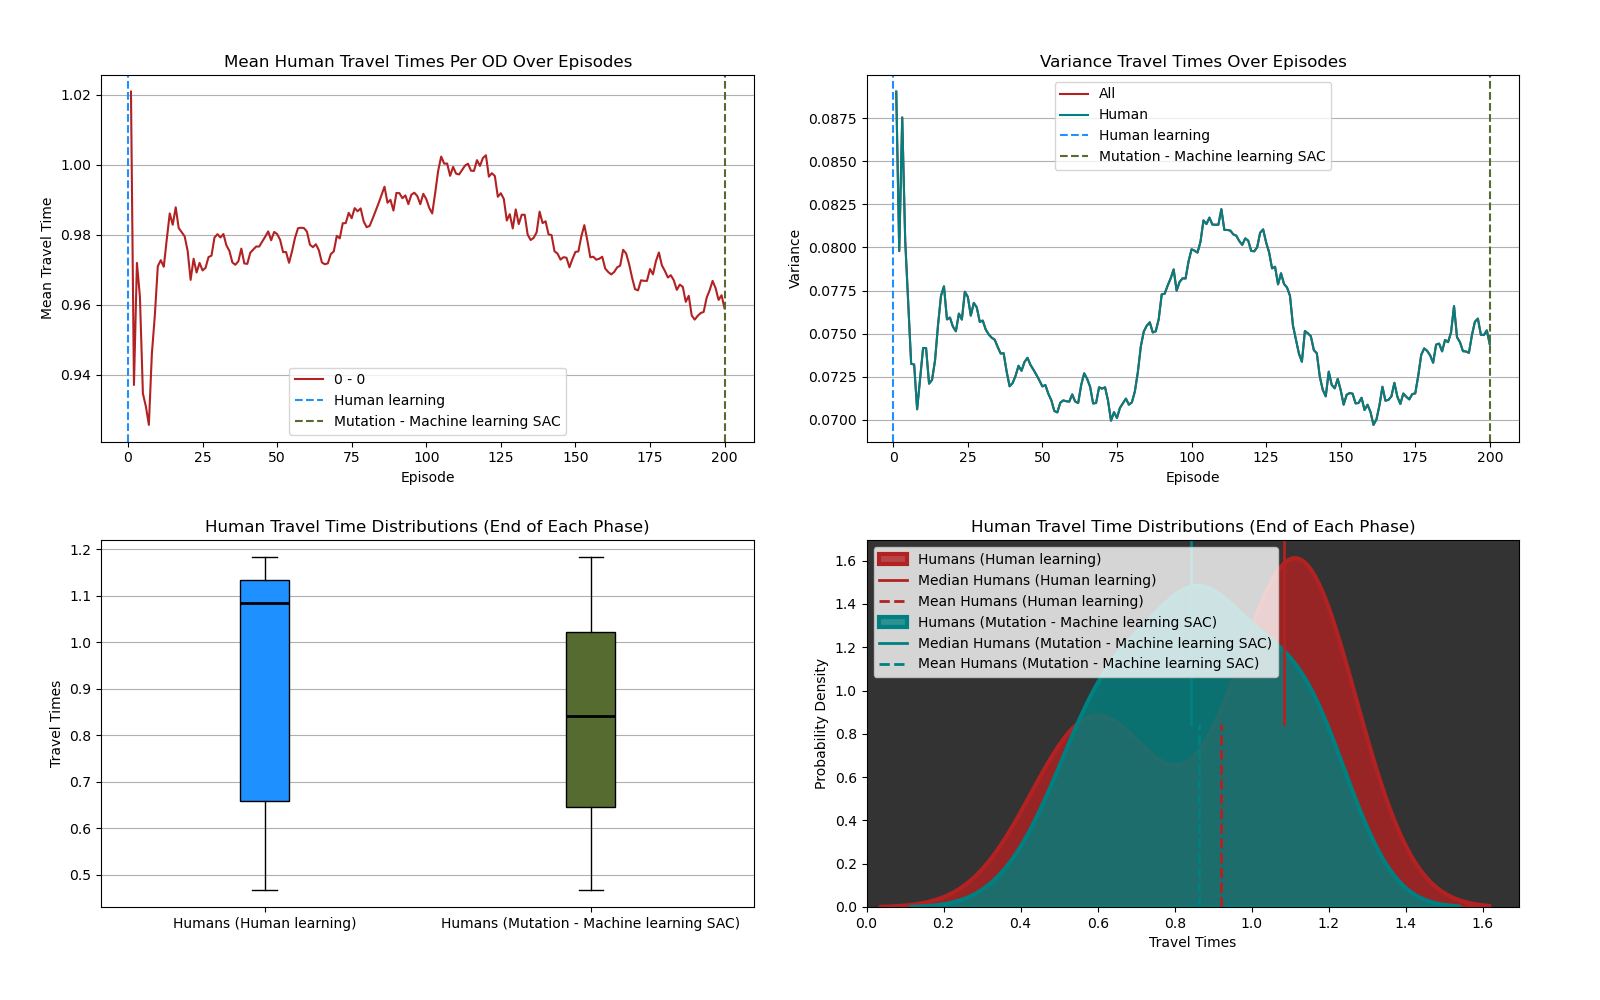 Mean Human Travel Times Per OD Over Episodes
Mean Travel Time
1.02
1.00
0.98
0.96
0.94
0 - 0
Human learning
Mutation - Machine learning SAC
0 25 50 75 100 125 150 175 200
Episode
Variance Travel Times Over Episodes
Variance
0.0875
0.0850
0.0825
0.0800
0.0775
0.0750
0.0725
0.0700
All
Human
Human learning
Mutation - Machine learning SAC
0 25 50 75 100 125 150 175 200
Episode
Human Travel Time Distributions (End of Each Phase)
Travel Times
1.2
1.1
1.0
0.9
0.8
0.7
0.6
0.5
Humans (Human learning) Humans (Mutation - Machine learning SAC)
Human Travel Time Distributions (End of Each Phase)
Probability Density
1.6
1.4
1.2
1.0
0.8
0.6
0.4
0.2
0.0
Humans (Human learning)
Median Humans (Human learning)
Mean Humans (Human learning)
Humans (Mutation - Machine learning SAC)
Median Humans (Mutation - Machine learning SAC)
Mean Humans (Mutation - Machine learning SAC)
0.0 0.2 0.4 0.6 0.8 1.0 1.2 1.4 1.6
Travel Times